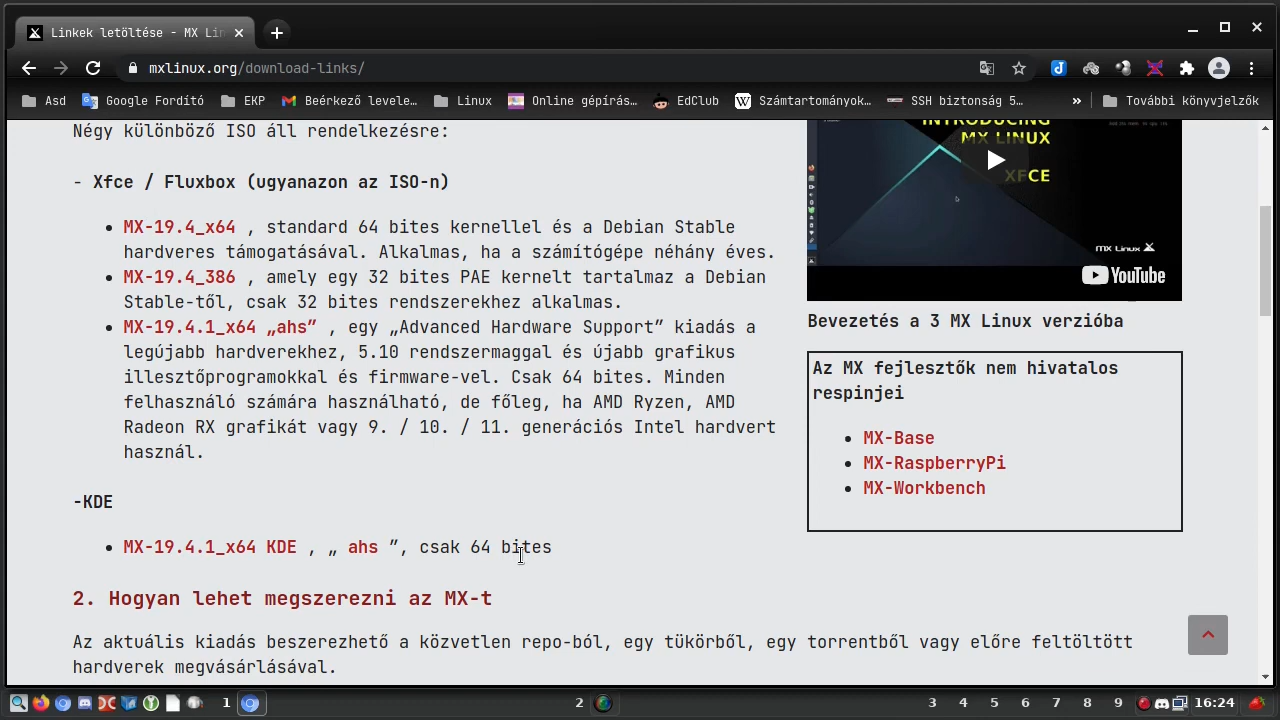 Linkek letöltése - MX Lin
mxlinux.org/download-links/
Asd
Google Fordító
EKP
Beérkező levele…
Linux
Online gépírás…
EdClub
Számtartományok…
SSH biztonság 5…
»
További könyvjelzők
Négy különböző ISO áll rendelkezésre:
- Xfce / Fluxbox (ugyanazon az ISO-n)
• MX-19.4_x64 , standard 64 bites kernellel és a Debian Stable
hardveres támogatásával. Alkalmas, ha a számítógépe néhány éves.
• MX-19.4_386 , amely egy 32 bites PAE kernelt tartalmaz a Debian
Stable-től, csak 32 bites rendszerekhez alkalmas.
• MX-19.4.1_x64 „ahs” , egy „Advanced Hardware Support” kiadás a
legújabb hardverekhez, 5.10 rendszermaggal és újabb grafikus
illesztőprogramokkal és firmware-vel. Csak 64 bites. Minden
felhasználó számára használható, de főleg, ha AMD Ryzen, AMD
Radeon RX grafikát vagy 9. / 10. / 11. generációs Intel hardvert
használ.
-KDE
• MX-19.4.1_x64 KDE , „ ahs ”, csak 64 bites
2. Hogyan lehet megszerezni az MX-t
Az aktuális kiadás beszerezhető a közvetlen repo-ból, egy tükörből, egy torrentből vagy előre feltöltött
hardverek megvásárlásával.
INTRODUCING
MX LINUX
XFCE
MX Linux
YouTube
Bevezetés a 3 MX Linux verzióba
Az MX fejlesztők nem hivatalos
respinjei
• MX-Base
• MX-RaspberryPi
• MX-Workbench
1
2
3 4 5 6 7 8 9
16:24